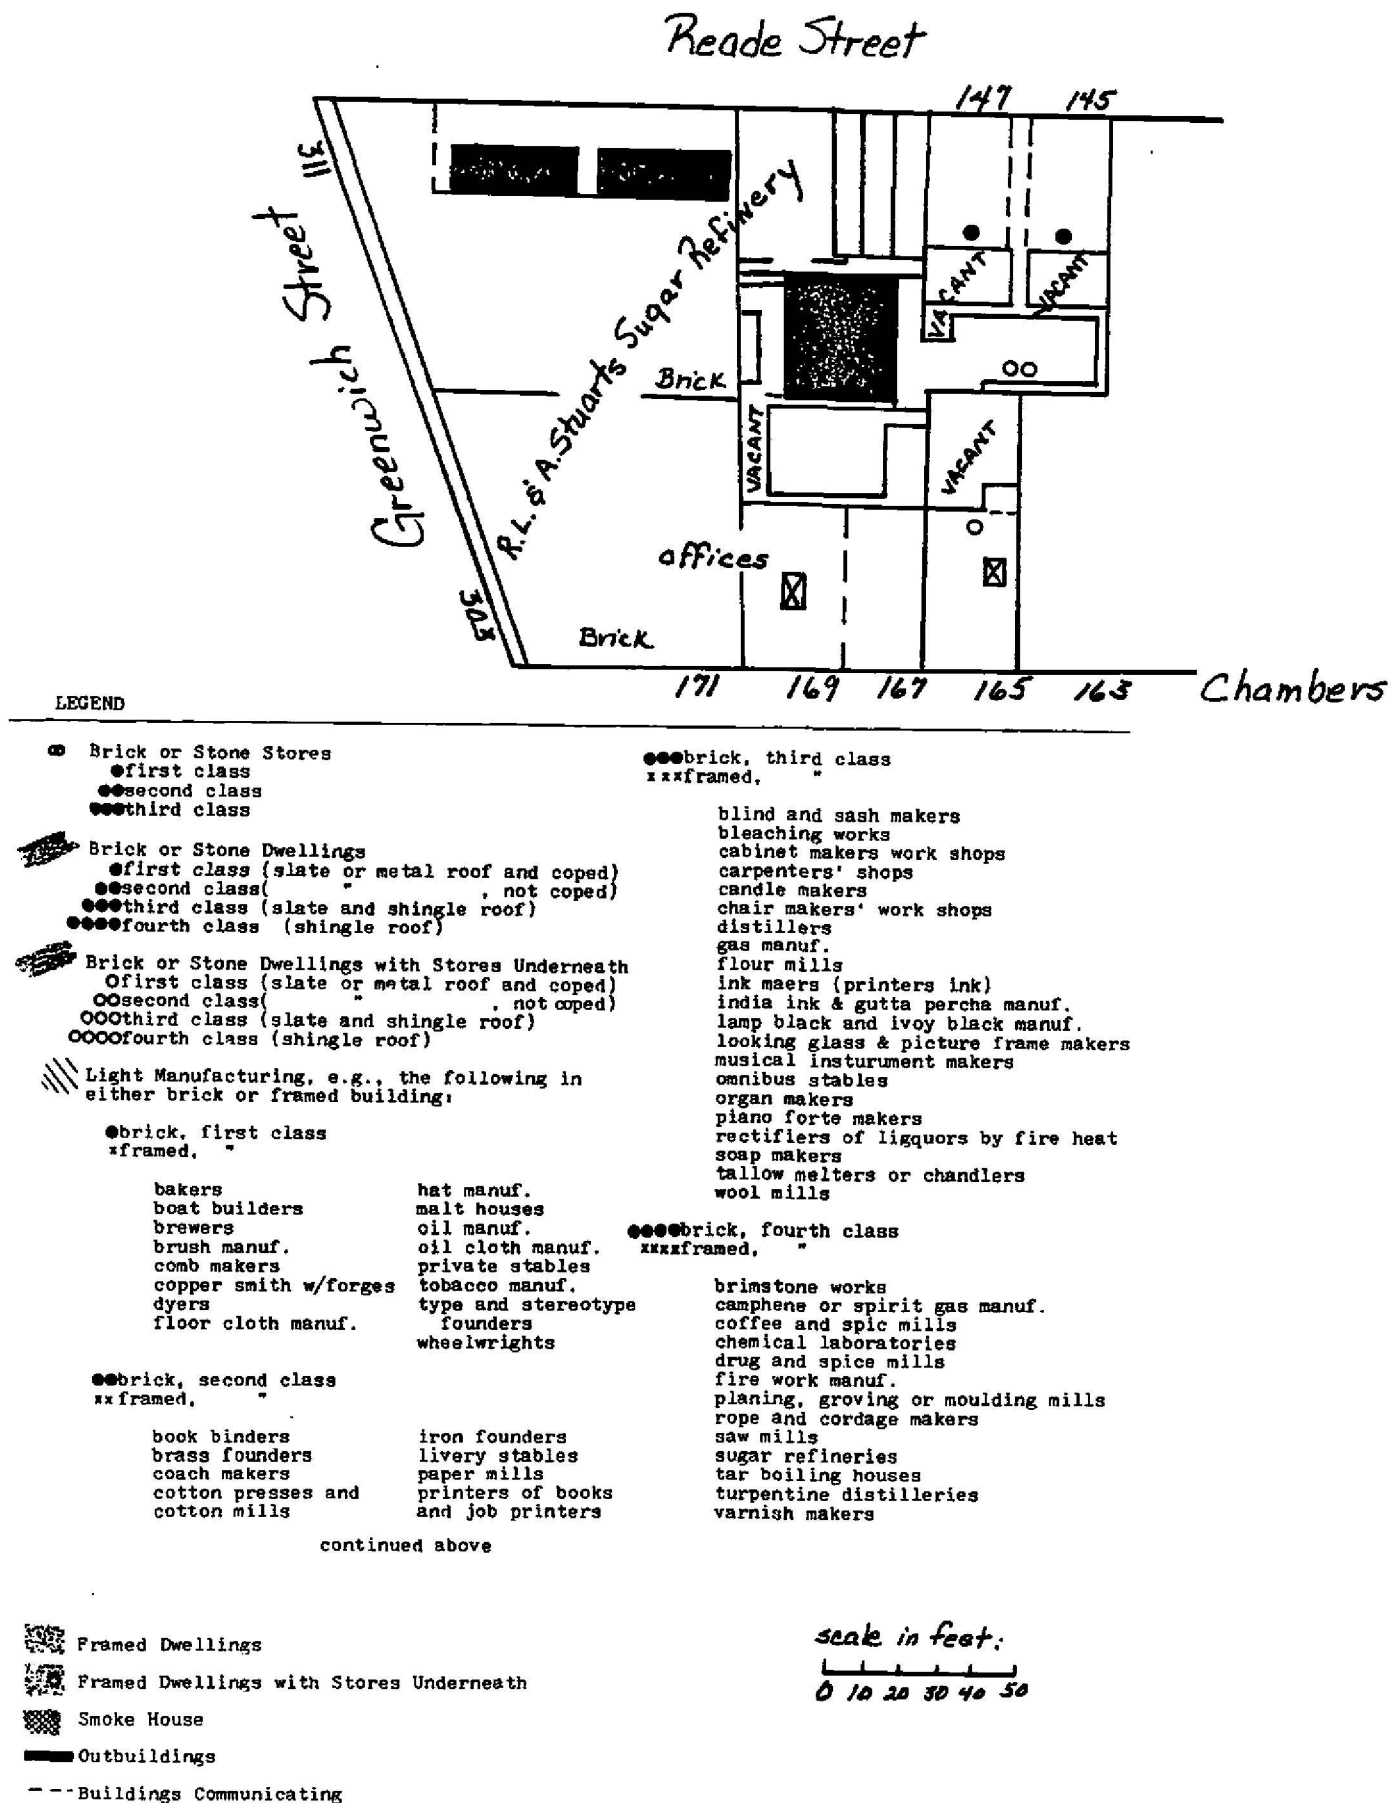 Reade Street
147 145
311
Greenwich Street
R.L. & A. Stuarts Sugar Refinery
VACANT
VACANT
Brick
VACANT
VACANT
offices
303
Brick
171 169 167 165 163 Chambers
LEGEND
Brick or Stone Stores
first class
second class
third class
Brick or Stone Dwellings
first class (slate or metal roof and coped)
second class( " , not coped)
third class (slate and shingle roof)
fourth class (shingle roof)
Brick or Stone Dwellings with Stores Underneath
first class (slate or metal roof and coped)
second class( " , not coped)
third class (slate and shingle roof)
fourth class (shingle roof)
Light Manufacturing, e.g., the following in
either brick or framed building:
brick, first class
xframed, "
bakers
boat builders
brewers
brush manuf.
comb makers
copper smith w/forges
dyers
floor cloth manuf.
hat manuf.
malt houses
oil manuf.
oil cloth manuf.
private stables
tobacco manuf.
type and stereotype
founders
wheelwrights
brick, second class
xxframed, "
book binders
brass founders
coach makers
cotton presses and
cotton mills
iron founders
livery stables
paper mills
printers of books
and job printers
continued above
brick, third class
xxxframed, "
blind and sash makers
bleaching works
cabinet makers work shops
carpenters' shops
candle makers
chair makers' work shops
distillers
gas manuf.
flour mills
ink maers (printers ink)
india ink & gutta percha manuf.
lamp black and ivoy black manuf.
looking glass & picture frame makers
musical insturument makers
omnibus stables
organ makers
piano forte makers
rectifiers of ligquors by fire heat
soap makers
tallow melters or chandlers
wool mills
brick, fourth class
xxxxframed, "
brimstone works
camphene or spirit gas manuf.
coffee and spic mills
chemical laboratories
drug and spice mills
fire work manuf.
planing, groving or moulding mills
rope and cordage makers
saw mills
sugar refineries
tar boiling houses
turpentine distilleries
varnish makers
Framed Dwellings
Framed Dwellings with Stores Underneath
Smoke House
Outbuildings
Buildings Communicating
scale in feet:
0 10 20 30 40 50